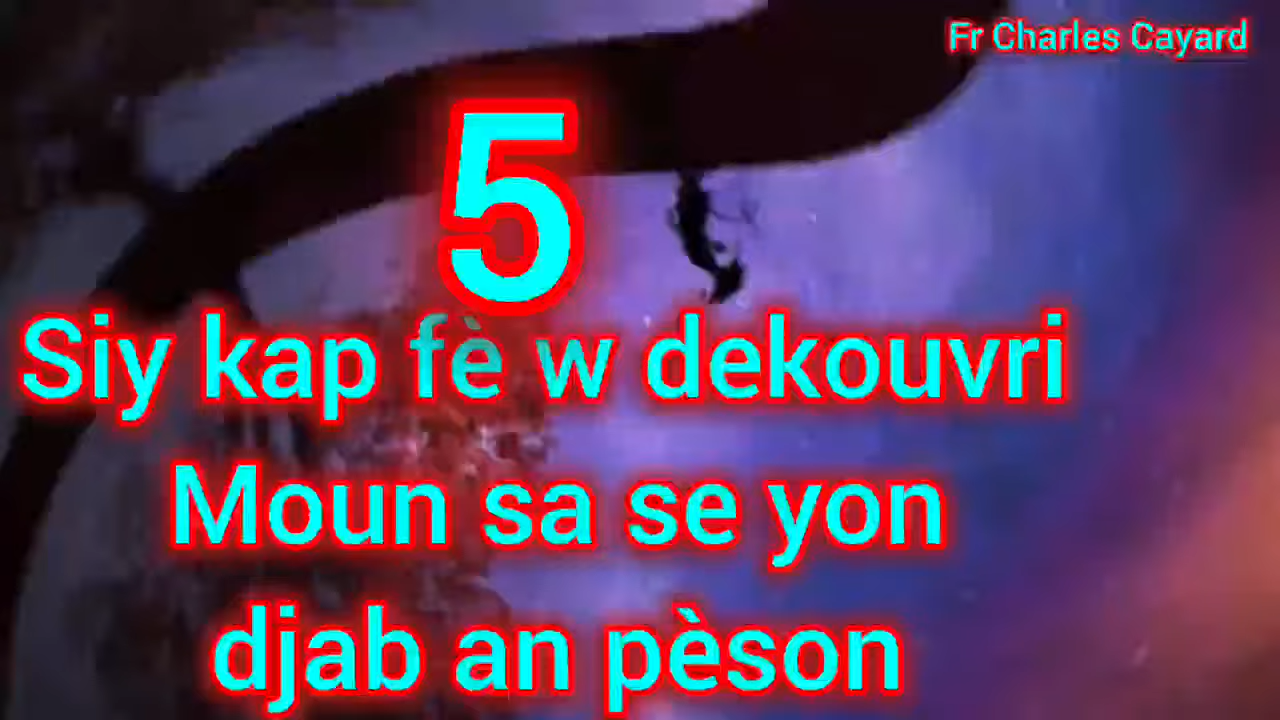 Fr Charles Cayard
5
Siy kap fè w dekouvri
Moun sa se yon
djab an pèson